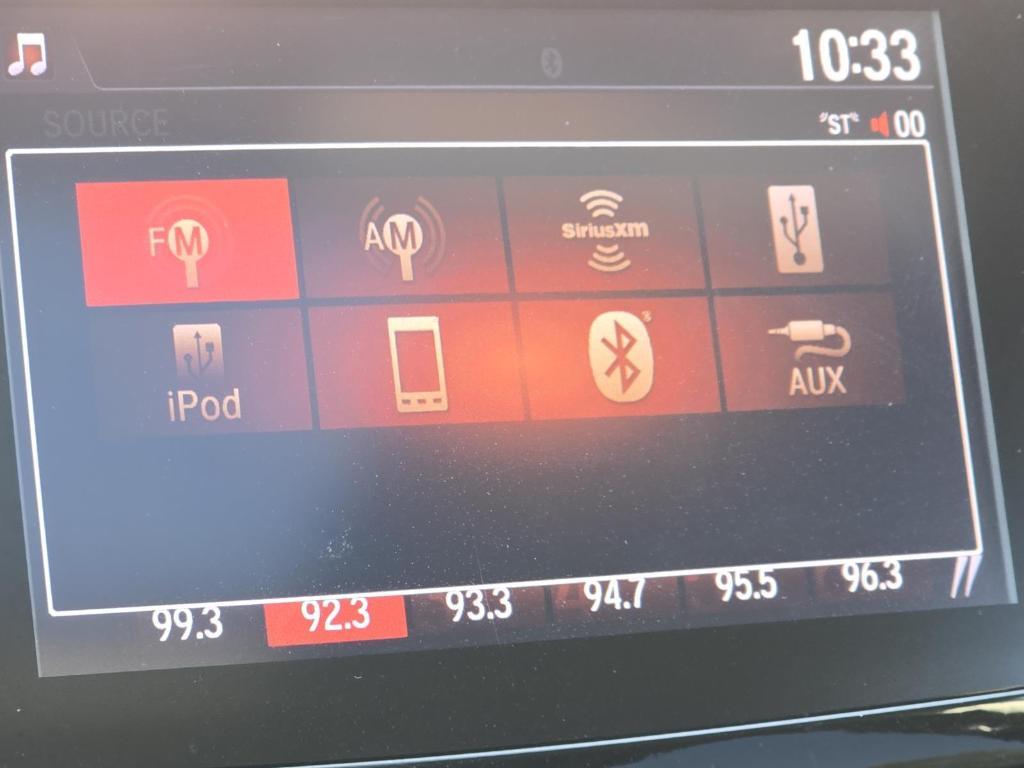 10:33
SOURCE
"ST" 00
FM AM SiriusXM
iPod AUX
99.3 92.3 93.3 94.7 95.5 96.3